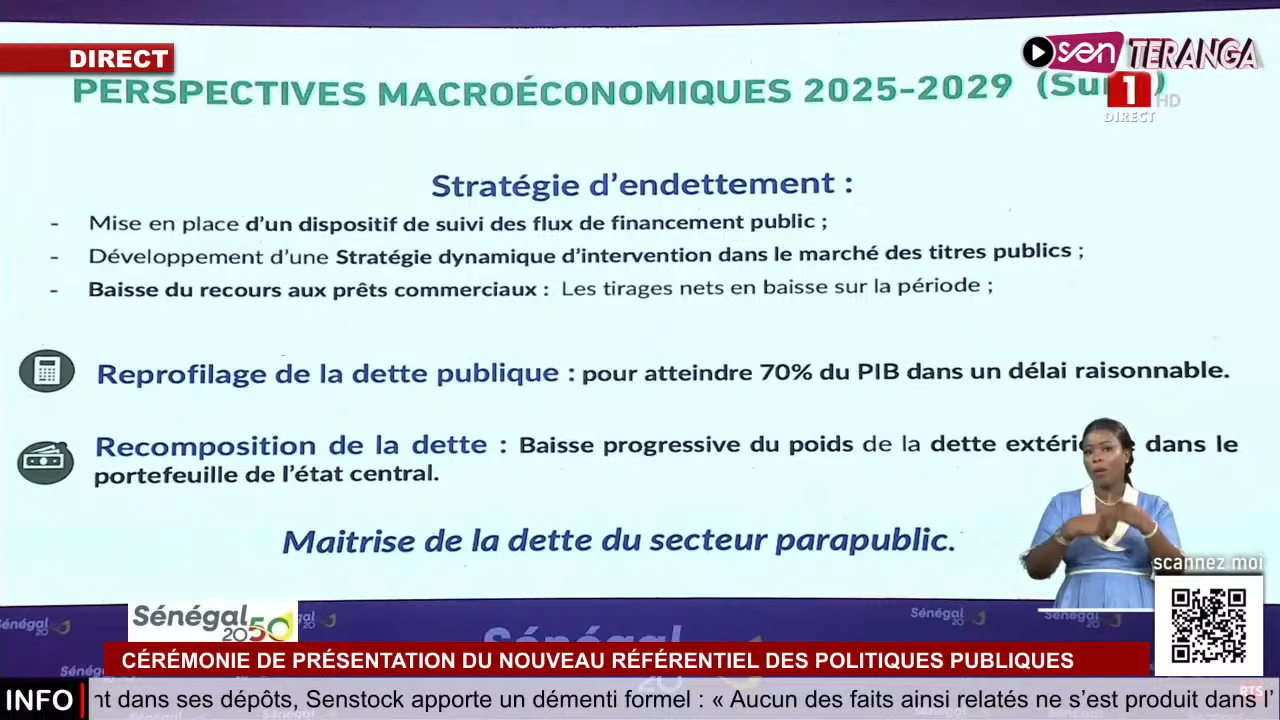 DIRECT
sen TERANGA
PERSPECTIVES MACROÉCONOMIQUES 2025-2029
1 HD
DIRECT
Stratégie d'endettement :
- Mise en place d'un dispositif de suivi des flux de financement public ;
- Développement d'une Stratégie dynamique d'intervention dans le marché des titres publics ;
- Baisse du recours aux prêts commerciaux : Les tirages nets en baisse sur la période ;
Reprofilage de la dette publique : pour atteindre 70% du PIB dans un délai raisonnable.
Recomposition de la dette : Baisse progressive du poids de la dette dans le
portefeuille de l'état central.
Maitrise de la dette du secteur parapublic.
scannez moi
Sénégal
2050
Sénégal
Sénégal
Sénégal
CÉRÉMONIE DE PRÉSENTATION DU NOUVEAU RÉFÉRENTIEL DES POLITIQUES PUBLIQUES
INFO
dans ses dépôts, Senstock apporte un démenti formel : « Aucun des faits ainsi relatés ne s'est produit dans l'